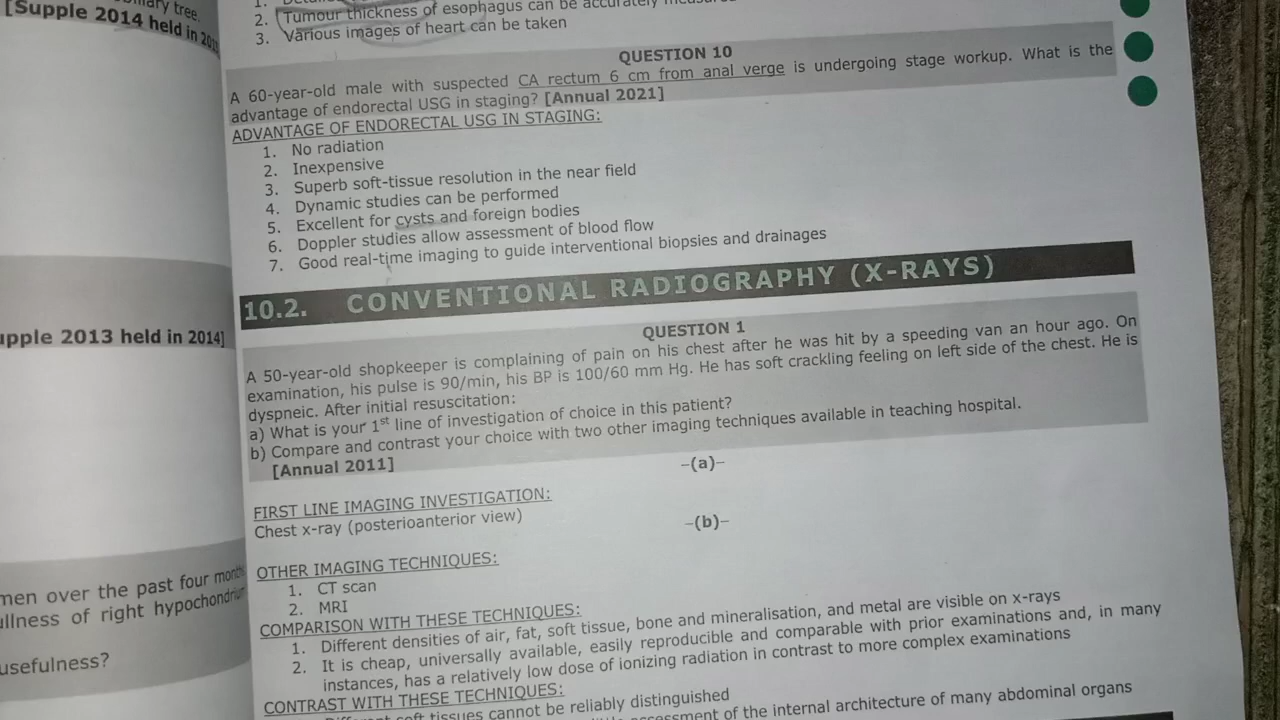 [Supple 2014 held in
upple 2013 held in 2014]
men over the past four months
ullness of right hypochondrium
usefulness?
2. Tumour thickness of esophagus can be accurately measured
3. Various images of heart can be taken
QUESTION 10
A 60-year-old male with suspected CA rectum 6 cm from anal verge is undergoing stage workup. What is the
advantage of endorectal USG in staging? [Annual 2021]
ADVANTAGE OF ENDORECTAL USG IN STAGING:
1. No radiation
2. Inexpensive
3. Superb soft-tissue resolution in the near field
4. Dynamic studies can be performed
5. Excellent for cysts and foreign bodies
6. Doppler studies allow assessment of blood flow
7. Good real-time imaging to guide interventional biopsies and drainages
10.2. CONVENTIONAL RADIOGRAPHY (X-RAYS)
QUESTION 1
A 50-year-old shopkeeper is complaining of pain on his chest after he was hit by a speeding van an hour ago. On
examination, his pulse is 90/min, his BP is 100/60 mm Hg. He has soft crackling feeling on left side of the chest. He is
dyspneic. After initial resuscitation:
a) What is your 1st line of investigation of choice in this patient?
b) Compare and contrast your choice with two other imaging techniques available in teaching hospital.
[Annual 2011]
–(a)–
FIRST LINE IMAGING INVESTIGATION:
Chest x-ray (posterioanterior view)
–(b)–
OTHER IMAGING TECHNIQUES:
1. CT scan
2. MRI
COMPARISON WITH THESE TECHNIQUES:
1. Different densities of air, fat, soft tissue, bone and mineralisation, and metal are visible on x-rays
2. It is cheap, universally available, easily reproducible and comparable with prior examinations and, in many
instances, has a relatively low dose of ionizing radiation in contrast to more complex examinations
CONTRAST WITH THESE TECHNIQUES:
soft tissues cannot be reliably distinguished
assessment of the internal architecture of many abdominal organs